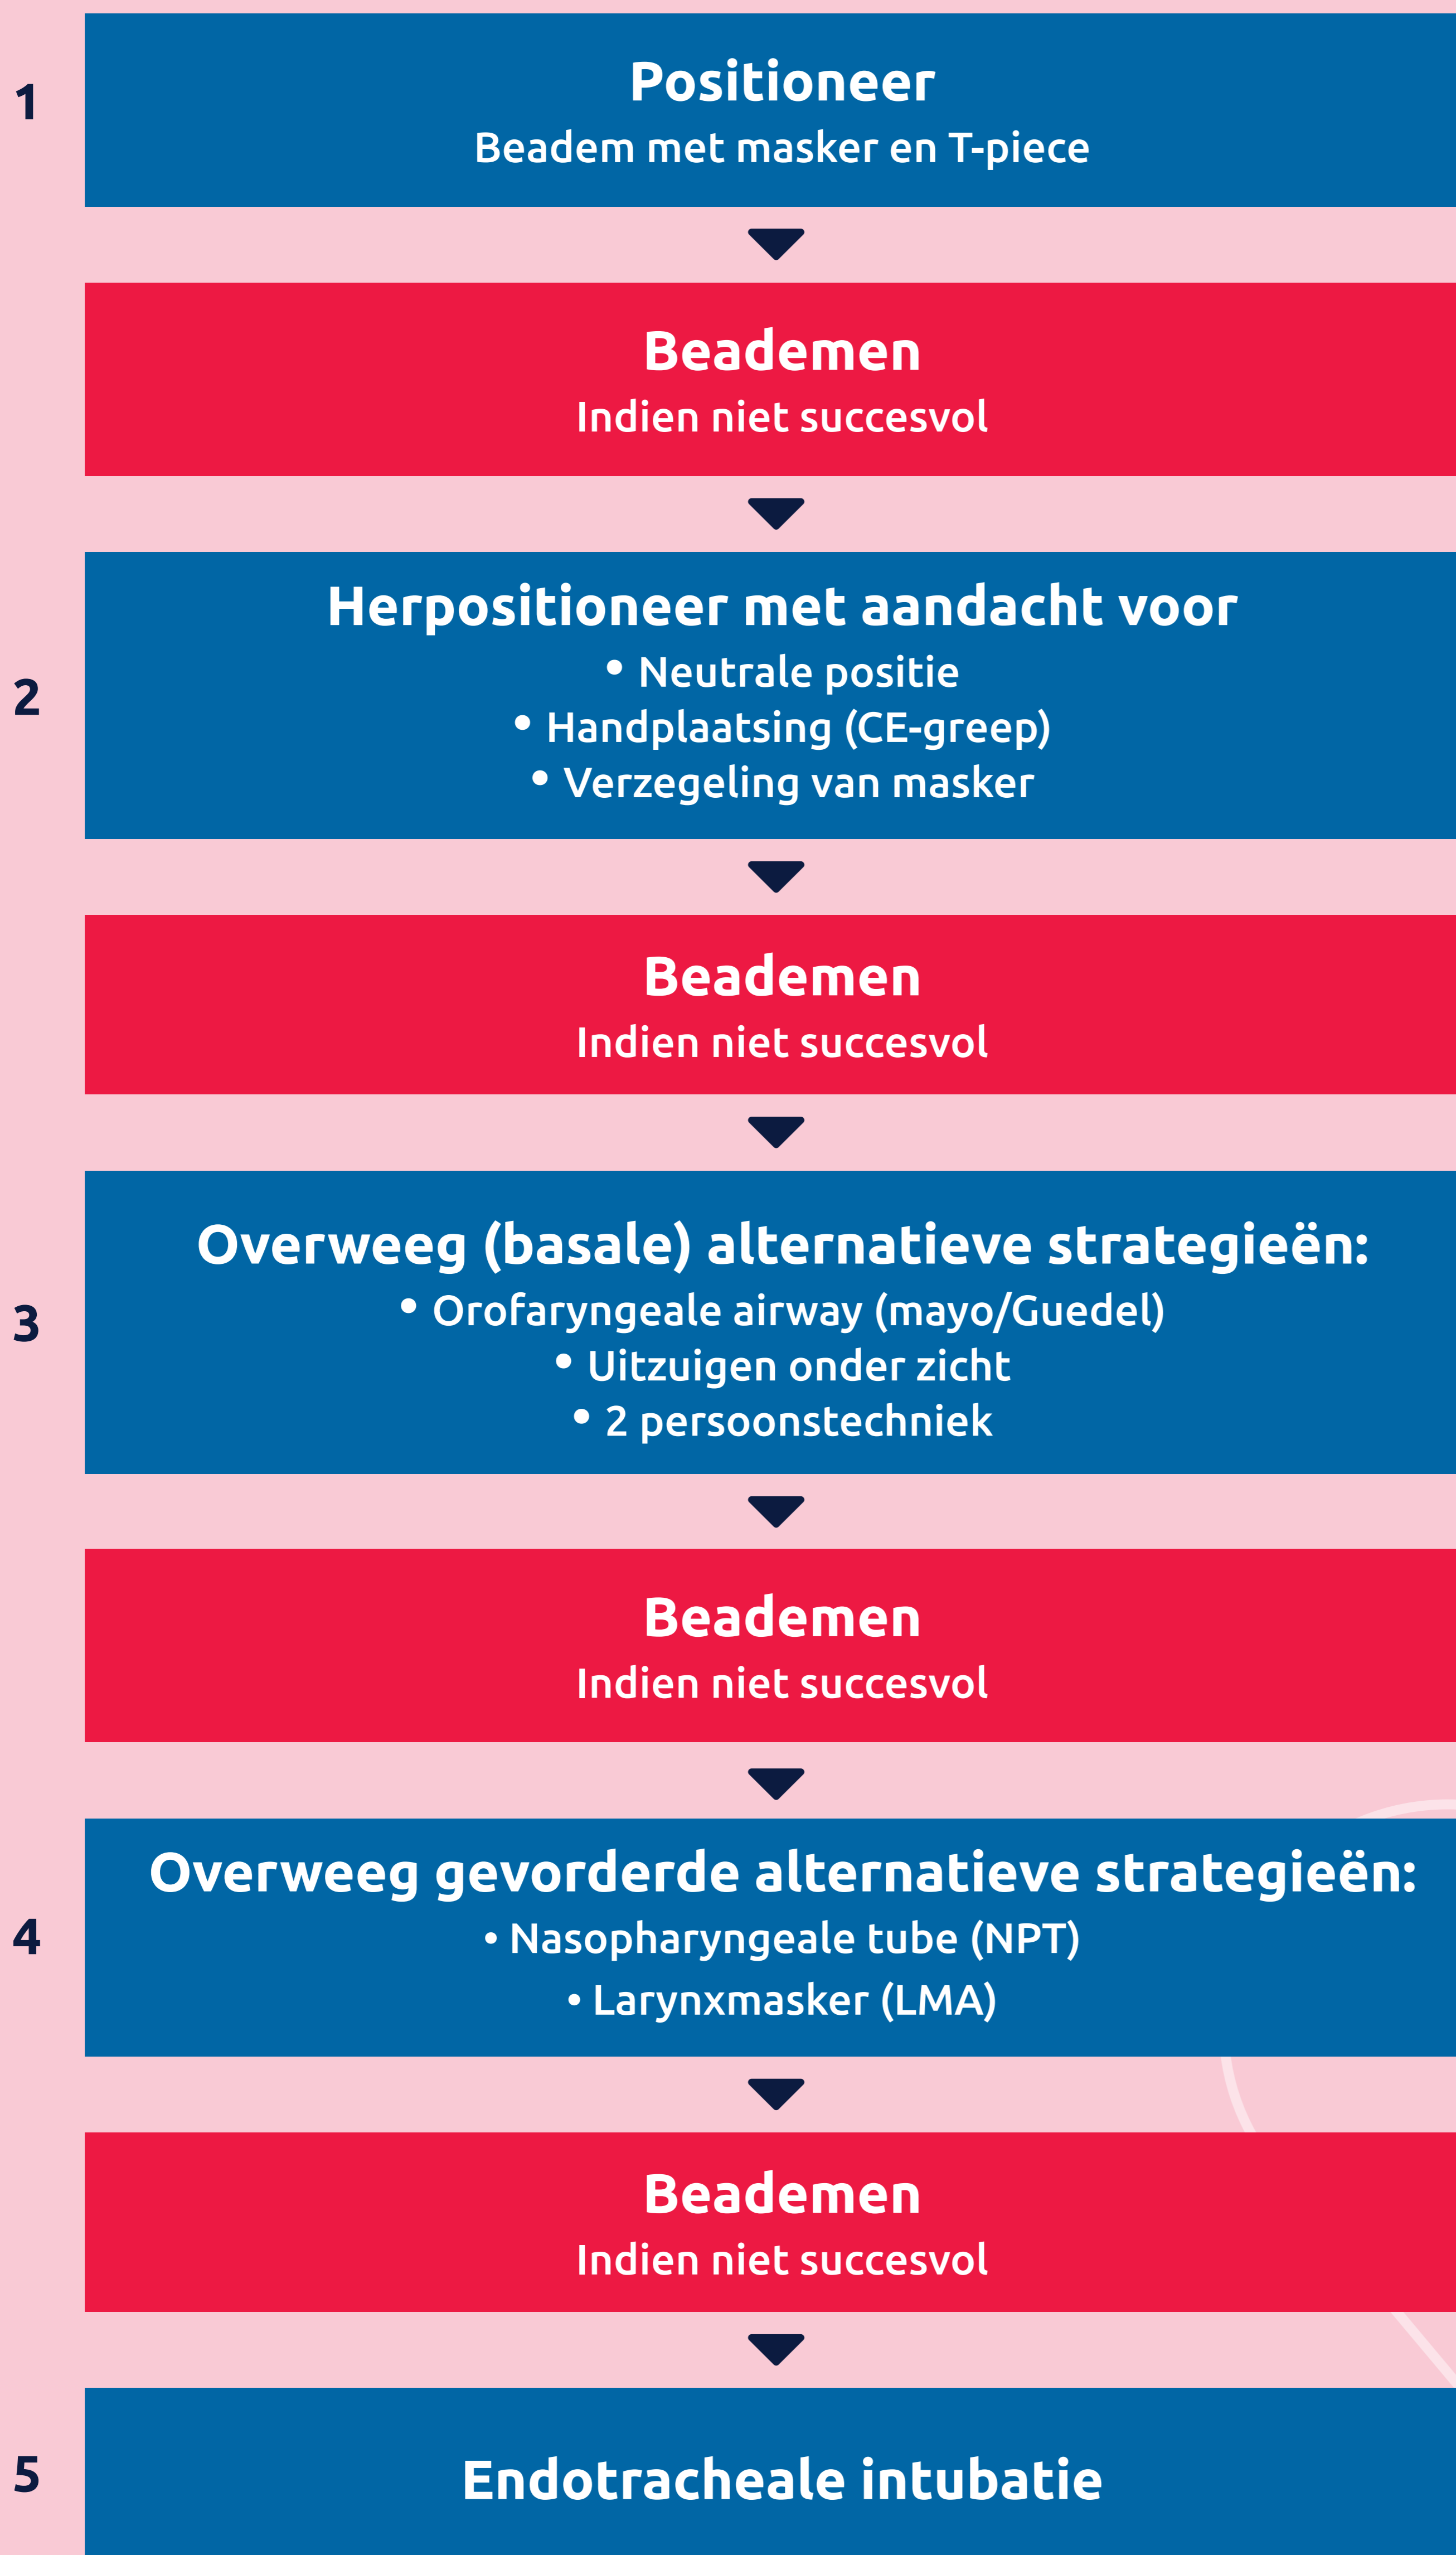 1
Positioneer
Beadem met masker en T-piece
Beademen
Indien niet succesvol
2
Herpositioneer met aandacht voor
• Neutrale positie
• Handplaatsing (CE-greep)
• Verzegeling van masker
Beademen
Indien niet succesvol
3
Overweeg (basale) alternatieve strategieën:
• Orofaryngeale airway (mayo/Guedel)
• Uitzuigen onder zicht
• 2 persoonstechniek
Beademen
Indien niet succesvol
4
Overweeg gevorderde alternatieve strategieën:
• Nasopharyngeale tube (NPT)
• Larynxmasker (LMA)
Beademen
Indien niet succesvol
5
Endotracheale intubatie